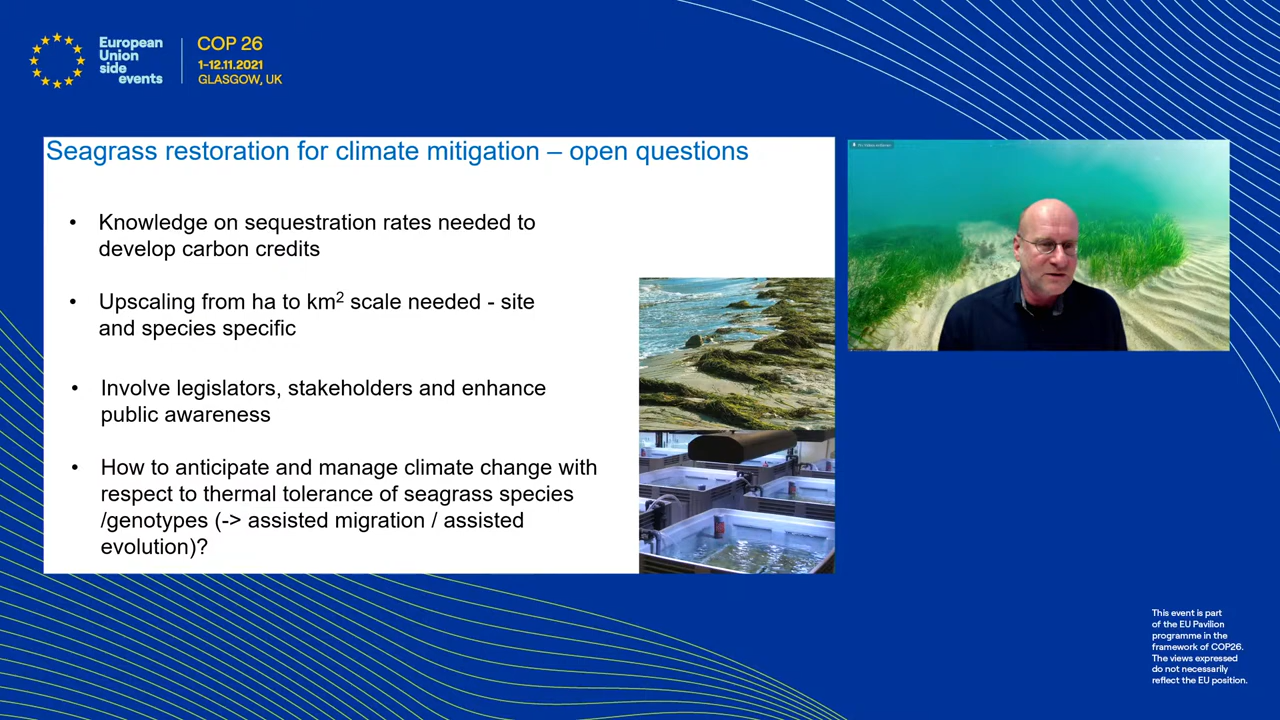 European
Union
side
events
COP 26
1-12.11.2021
GLASGOW, UK
Seagrass restoration for climate mitigation – open questions
• Knowledge on sequestration rates needed to
develop carbon credits
• Upscaling from ha to km² scale needed - site
and species specific
• Involve legislators, stakeholders and enhance
public awareness
• How to anticipate and manage climate change with
respect to thermal tolerance of seagrass species
/genotypes (-> assisted migration / assisted
evolution)?
This event is part
of the EU Pavilion
programme in the
framework of COP26.
The views expressed
do not necessarily
reflect the EU position.